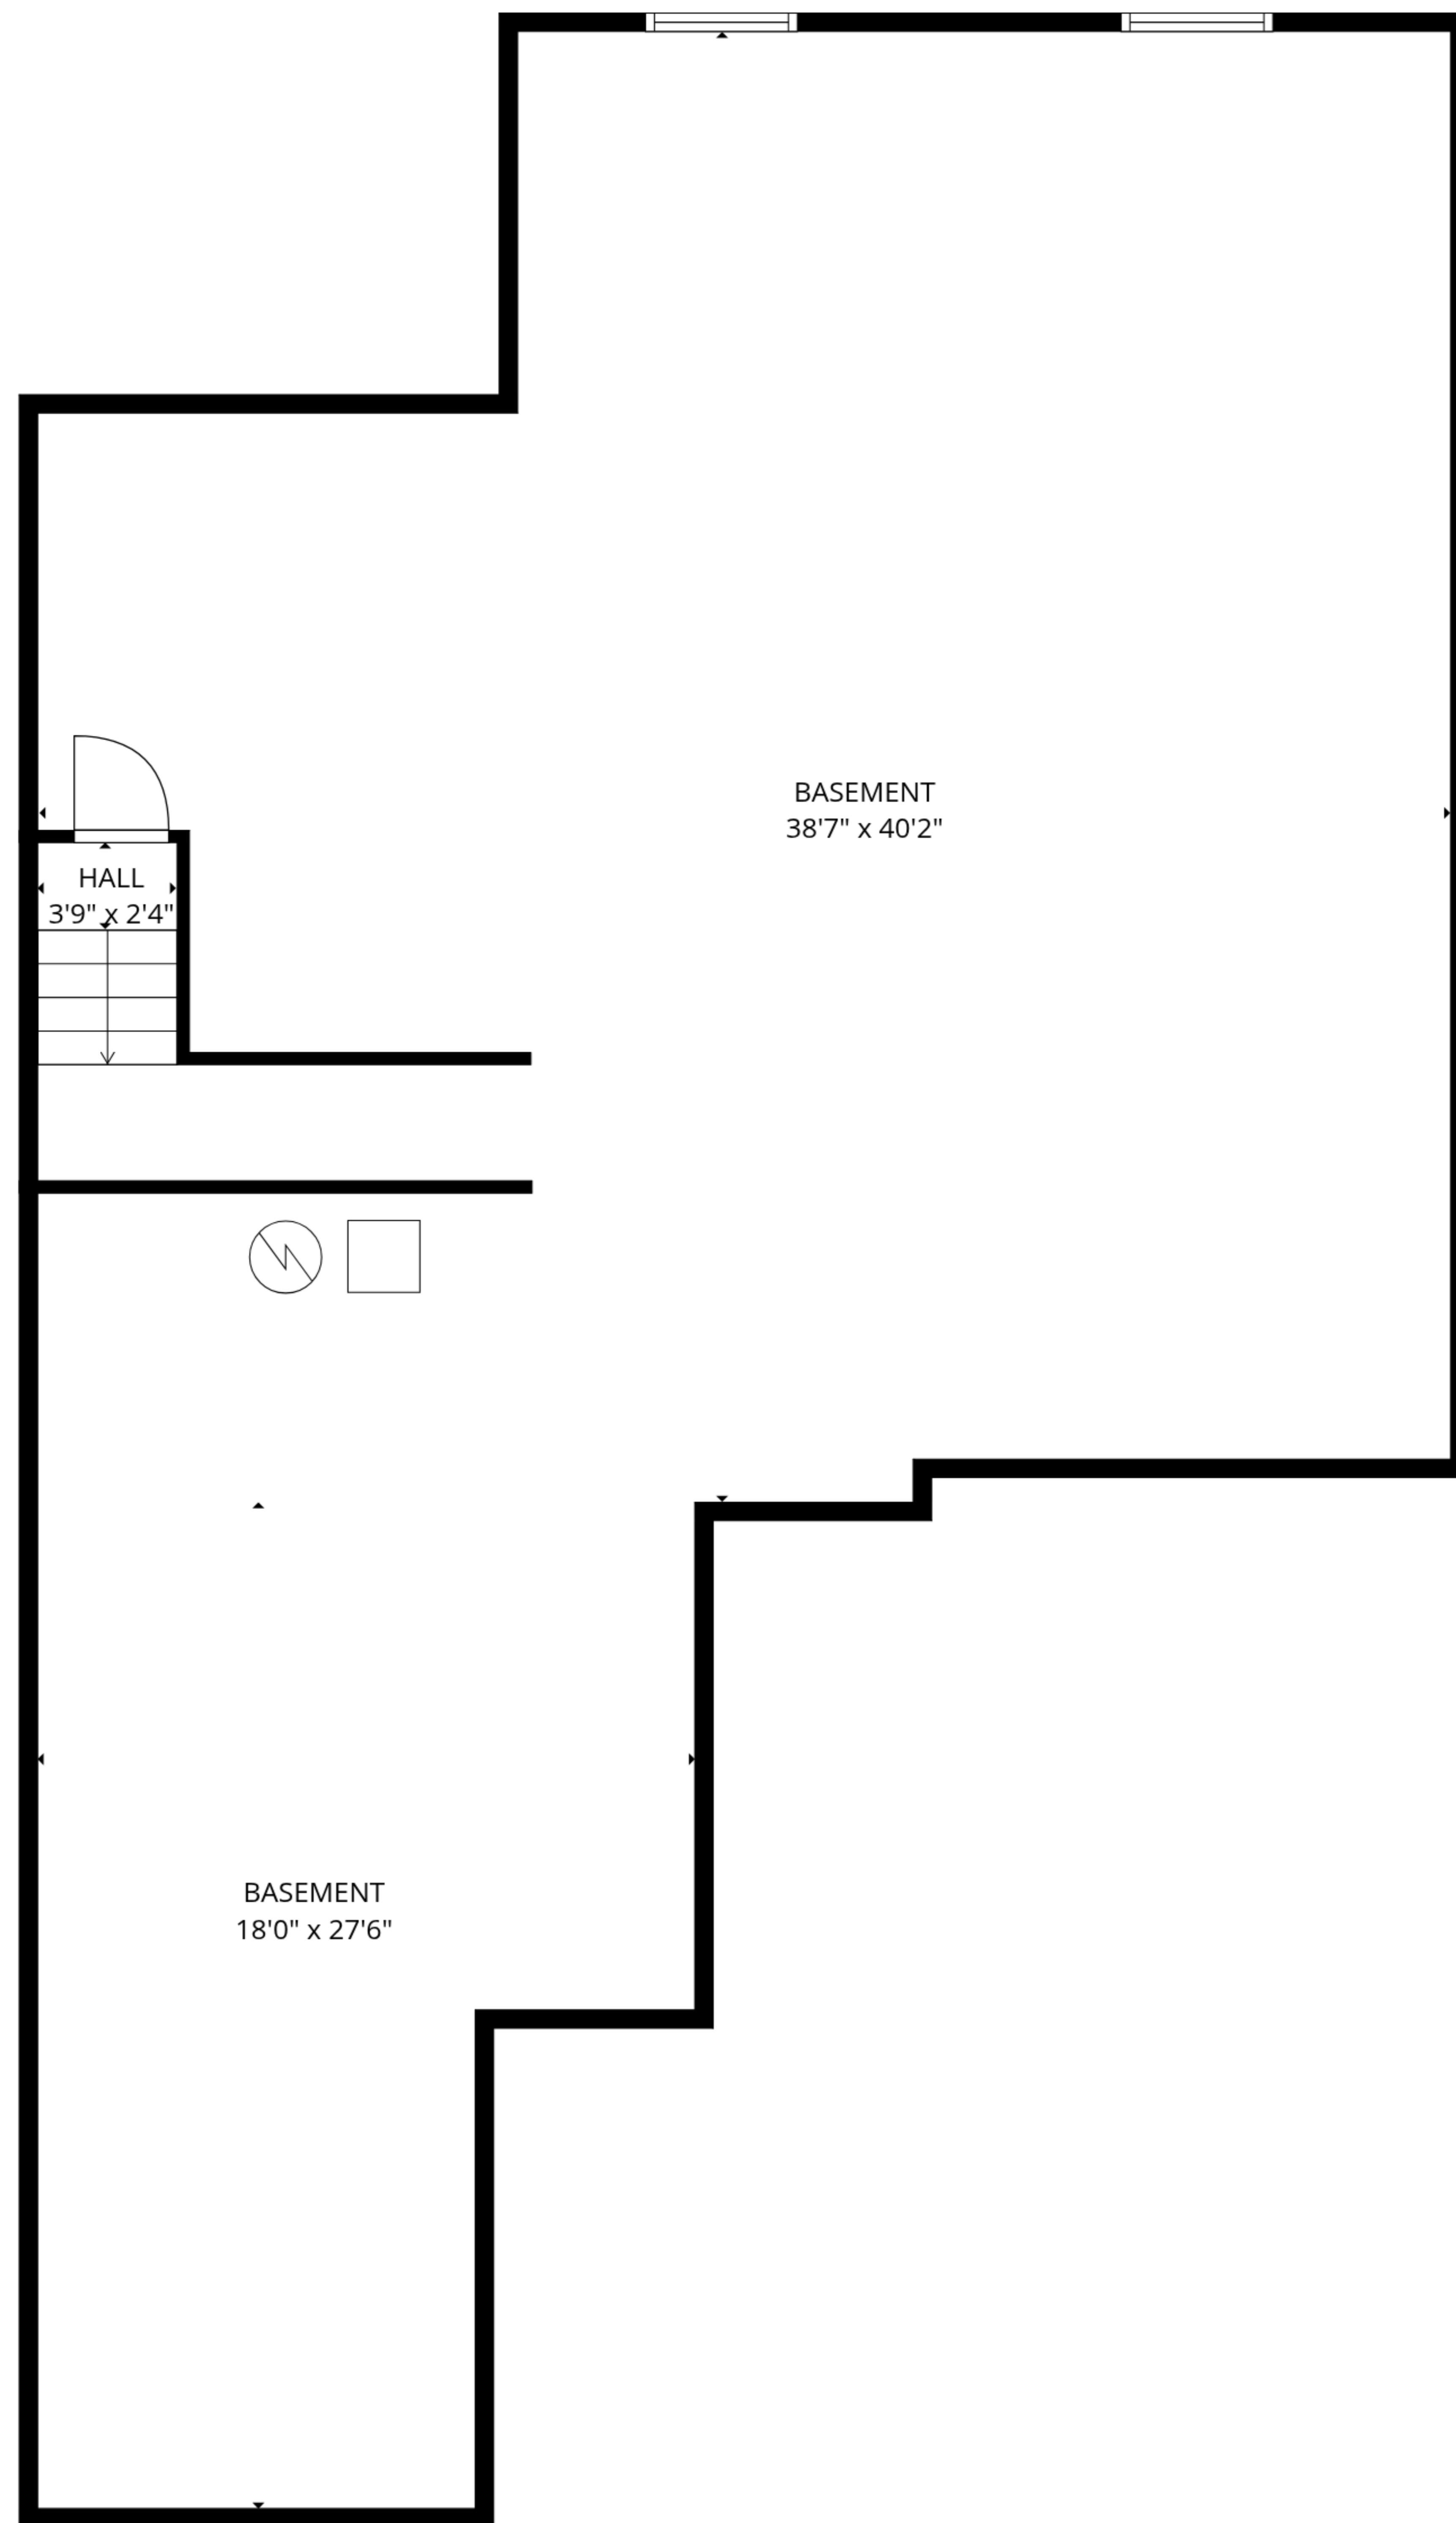 BASEMENT
38'7" x 40'2"
HALL
3'9" x 2'4"
BASEMENT
18'0" x 27'6"